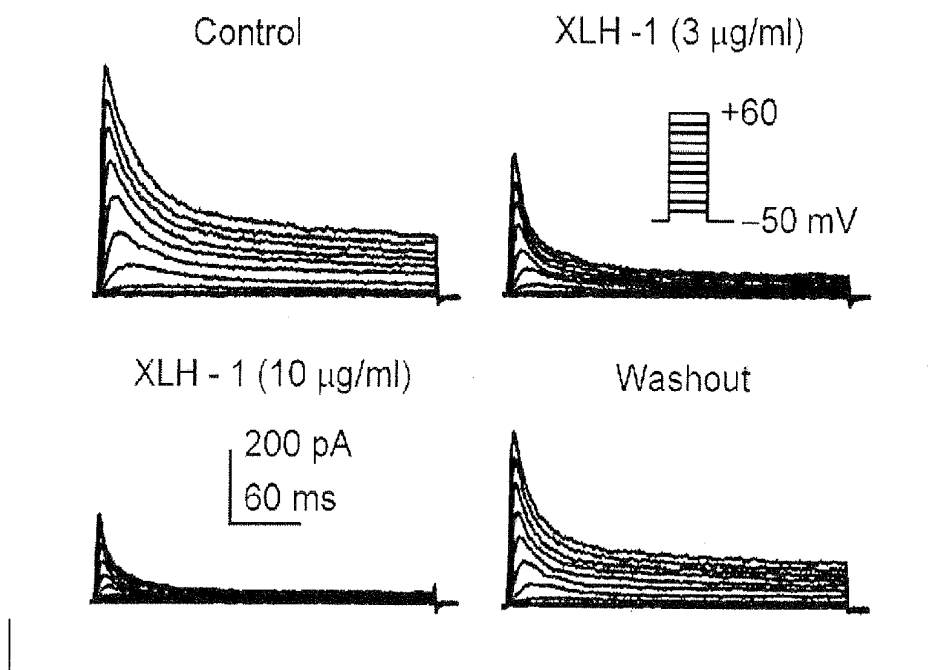 Control
XLH -1 (3 μg/ml)
+60
–50 mV
XLH - 1 (10 μg/ml)
Washout
200 pA
60 ms